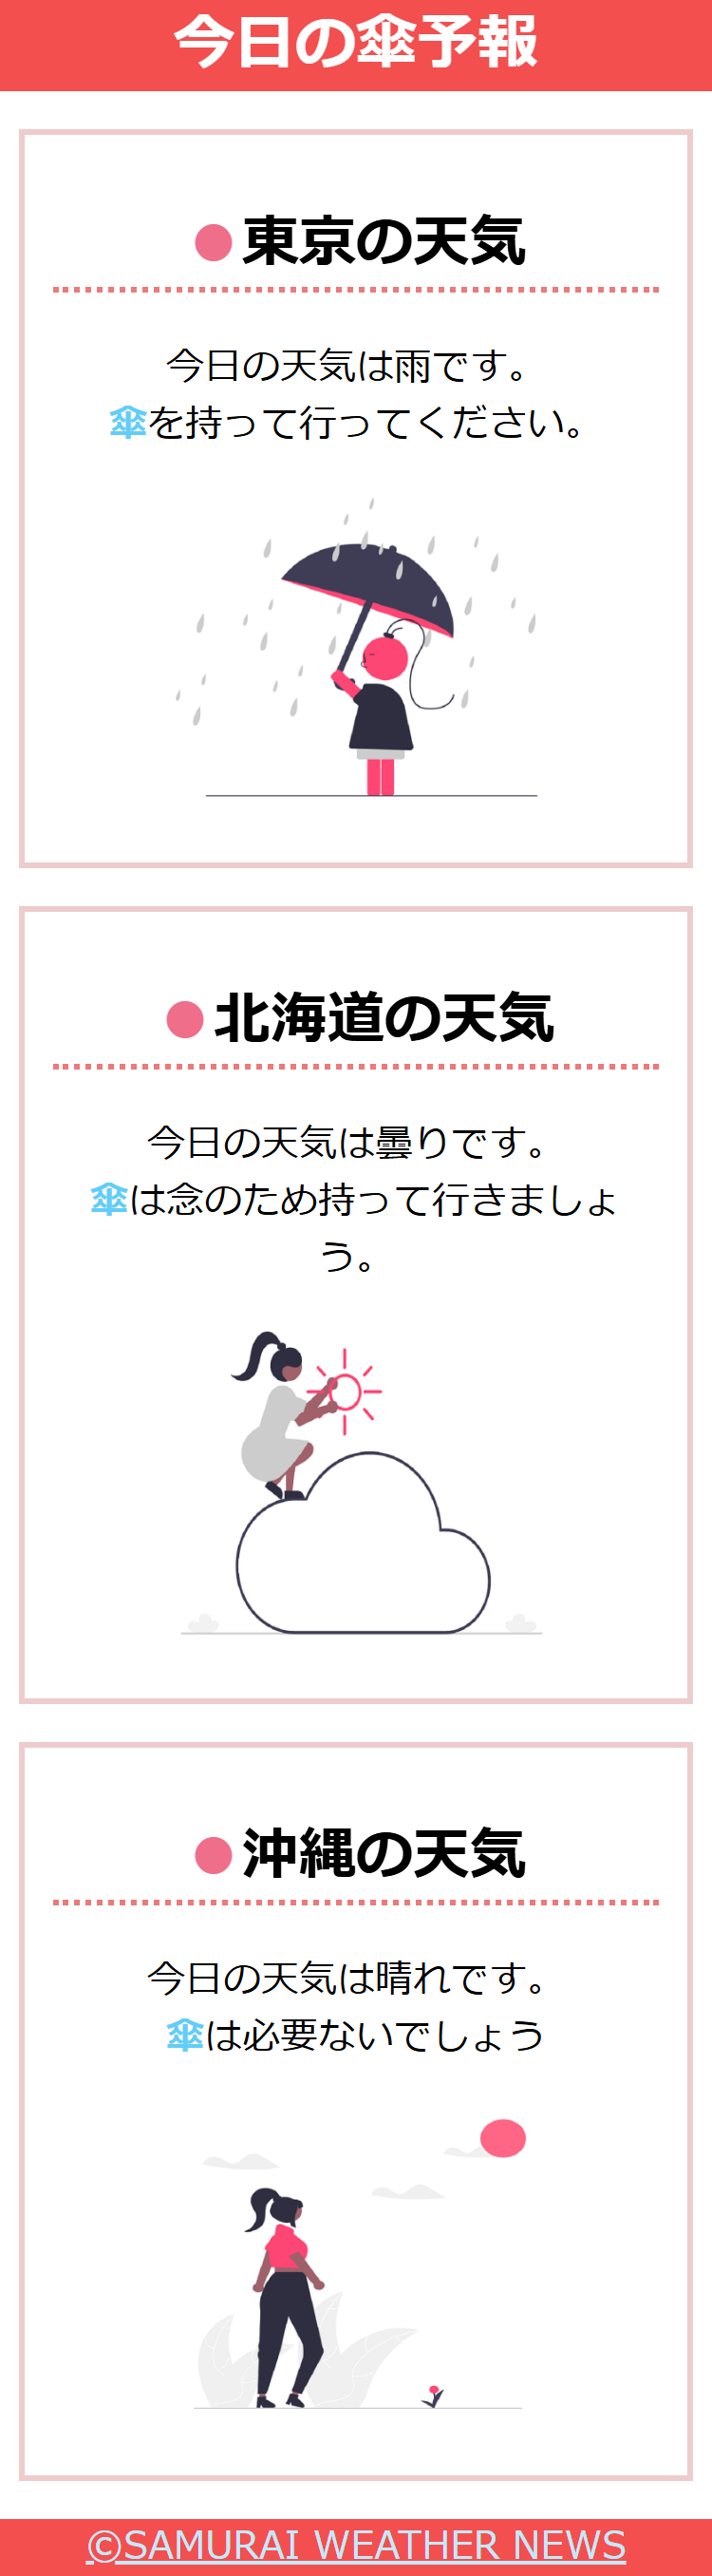 今日の傘予報
●東京の天気
今日の天気は雨です。
傘を持って行ってください。
●北海道の天気
今日の天気は曇りです。
傘は念のため持って行きましょ
う。
●沖縄の天気
今日の天気は晴れです。
傘は必要ないでしょう
©SAMURAI WEATHER NEWS